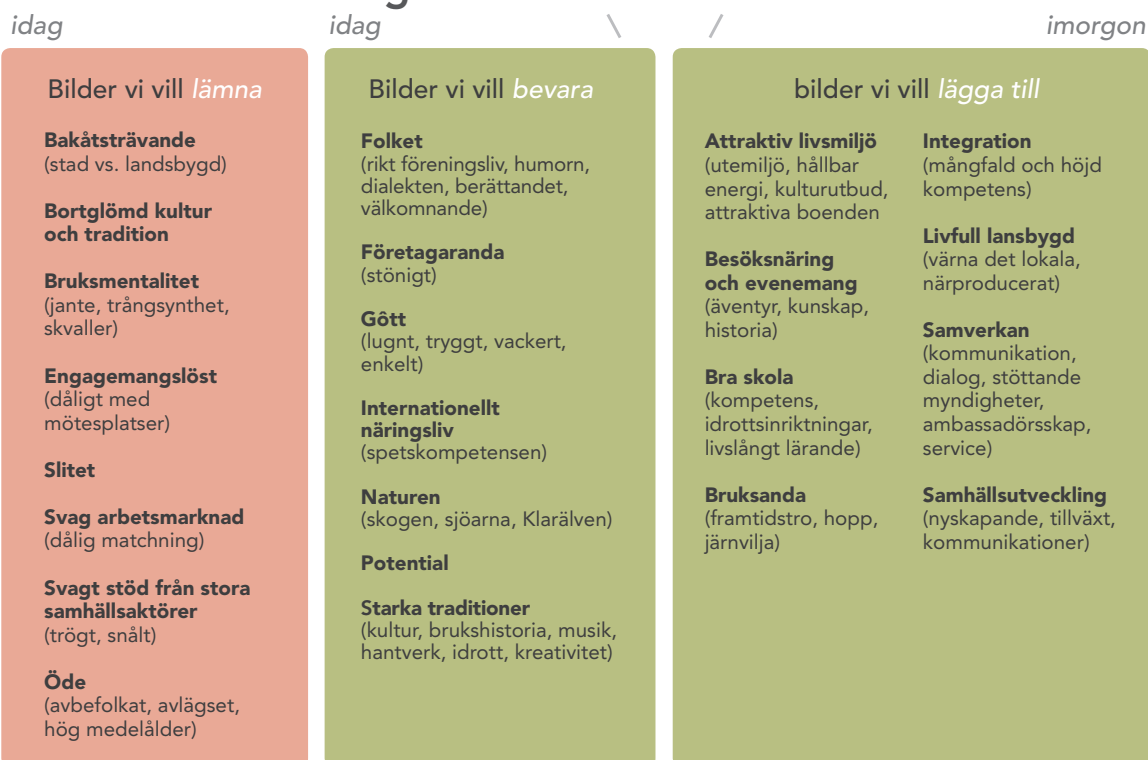 idag
idag
\ /
imorgon
Bilder vi vill lämna
Bakåtsträvande
(stad vs. landsbygd)
Bortglömd kultur
och tradition
Bruksmentalitet
(jante, trångsynthet,
skvaller)
Engagemangslöst
(dåligt med
mötesplatser)
Slitet
Svag arbetsmarknad
(dålig matchning)
Svagt stöd från stora
samhällsaktörer
(trögt, snålt)
Öde
(avbefolkat, avlägset,
hög medelålder)
Bilder vi vill bevara
Folket
(rikt föreningsliv, humorn,
dialekten, berättandet,
välkomnande)
Företagaranda
(stönigt)
Gôtt
(lugnt, tryggt, vackert,
enkelt)
Internationellt
näringsliv
(spetskompetensen)
Naturen
(skogen, sjöarna, Klarälven)
Potential
Starka traditioner
(kultur, brukshistoria, musik,
hantverk, idrott, kreativitet)
bilder vi vill lägga till
Attraktiv livsmiljö
(utemiljö, hållbar
energi, kulturutbud,
attraktiva boenden
Besöksnäring
och evenemang
(äventyr, kunskap,
historia)
Bra skola
(kompetens,
idrottsinriktningar,
livslångt lärande)
Bruksanda
(framtidstro, hopp,
järnvilja)
Integration
(mångfald och höjd
kompetens)
Livfull lansbygd
(värna det lokala,
närproducerat)
Samverkan
(kommunikation,
dialog, stöttande
myndigheter,
ambassadörsskap,
service)
Samhällsutveckling
(nyskapande, tillväxt,
kommunikationer)